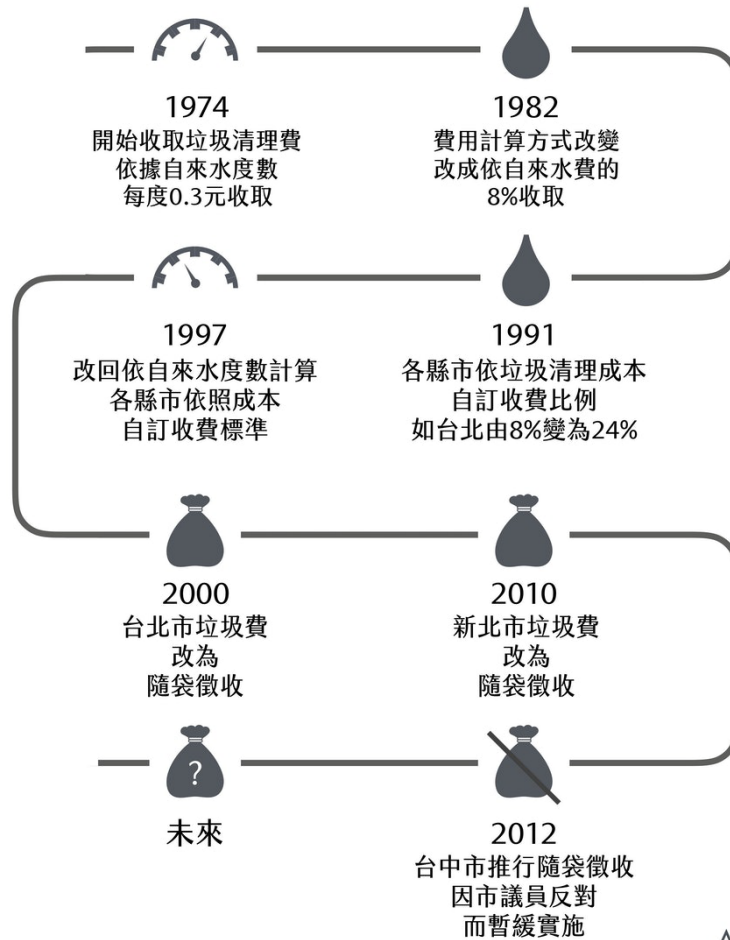 1974
開始收取垃圾清理費
依據自來水度數
每度0.3元收取
1982
費用計算方式改變
改成依自來水費的
8%收取
1991
各縣市依垃圾清理成本
自訂收費比例
如台北由8%變為24%
1997
改回依自來水度數計算
各縣市依照成本
自訂收費標準
2000
台北市垃圾費
改為
隨袋徵收
2010
新北市垃圾費
改為
隨袋徵收
2012
台中市推行隨袋徵收
因市議員反對
而暫緩實施
?
未來